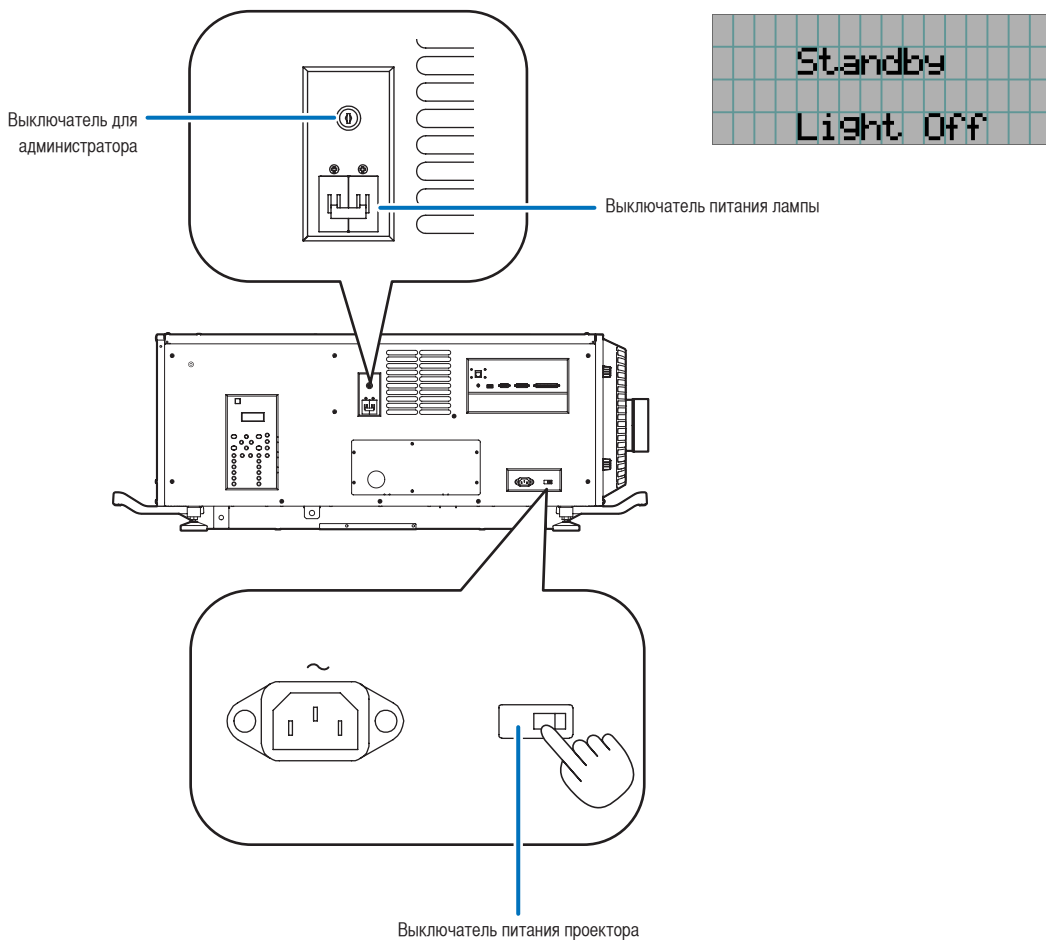 Standby
Light Off
Выключатель для
администратора
Выключатель питания лампы
Выключатель питания проектора